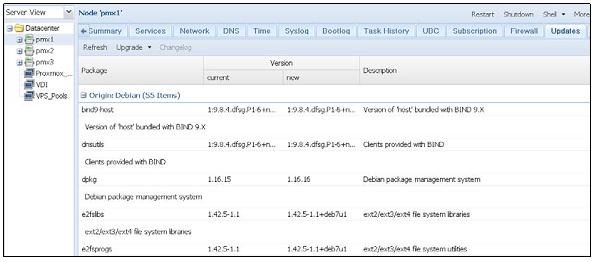 Server View
Datacenter
pmx1
pmx2
pmx3
Proxmox_...
VDI
VPS_Pools
Node 'pmx1'
Restart Shutdown Shell More
Summary Services Network DNS Time Syslog Bootlog Task History UBC Subscription Firewall Updates
Refresh Upgrade Changelog
Package Version Description
current new
Origin: Debian (55 Items)
bind9-host 1:9.8.4.dfsg.P1-6+n... 1:9.8.4.dfsg.P1-6+n... Version of 'host' bundled with BIND 9.X
Version of 'host' bundled with BIND 9.X
dnsutils 1:9.8.4.dfsg.P1-6+n... 1:9.8.4.dfsg.P1-6+n... Clients provided with BIND
Clients provided with BIND
dpkg 1.16.15 1.16.16 Debian package management system
Debian package management system
e2fslibs 1.42.5-1.1 1.42.5-1.1+deb7u1 ext2/ext3/ext4 file system libraries
ext2/ext3/ext4 file system libraries
e2fsprogs 1.42.5-1.1 1.42.5-1.1+deb7u1 ext2/ext3/ext4 file system utilities